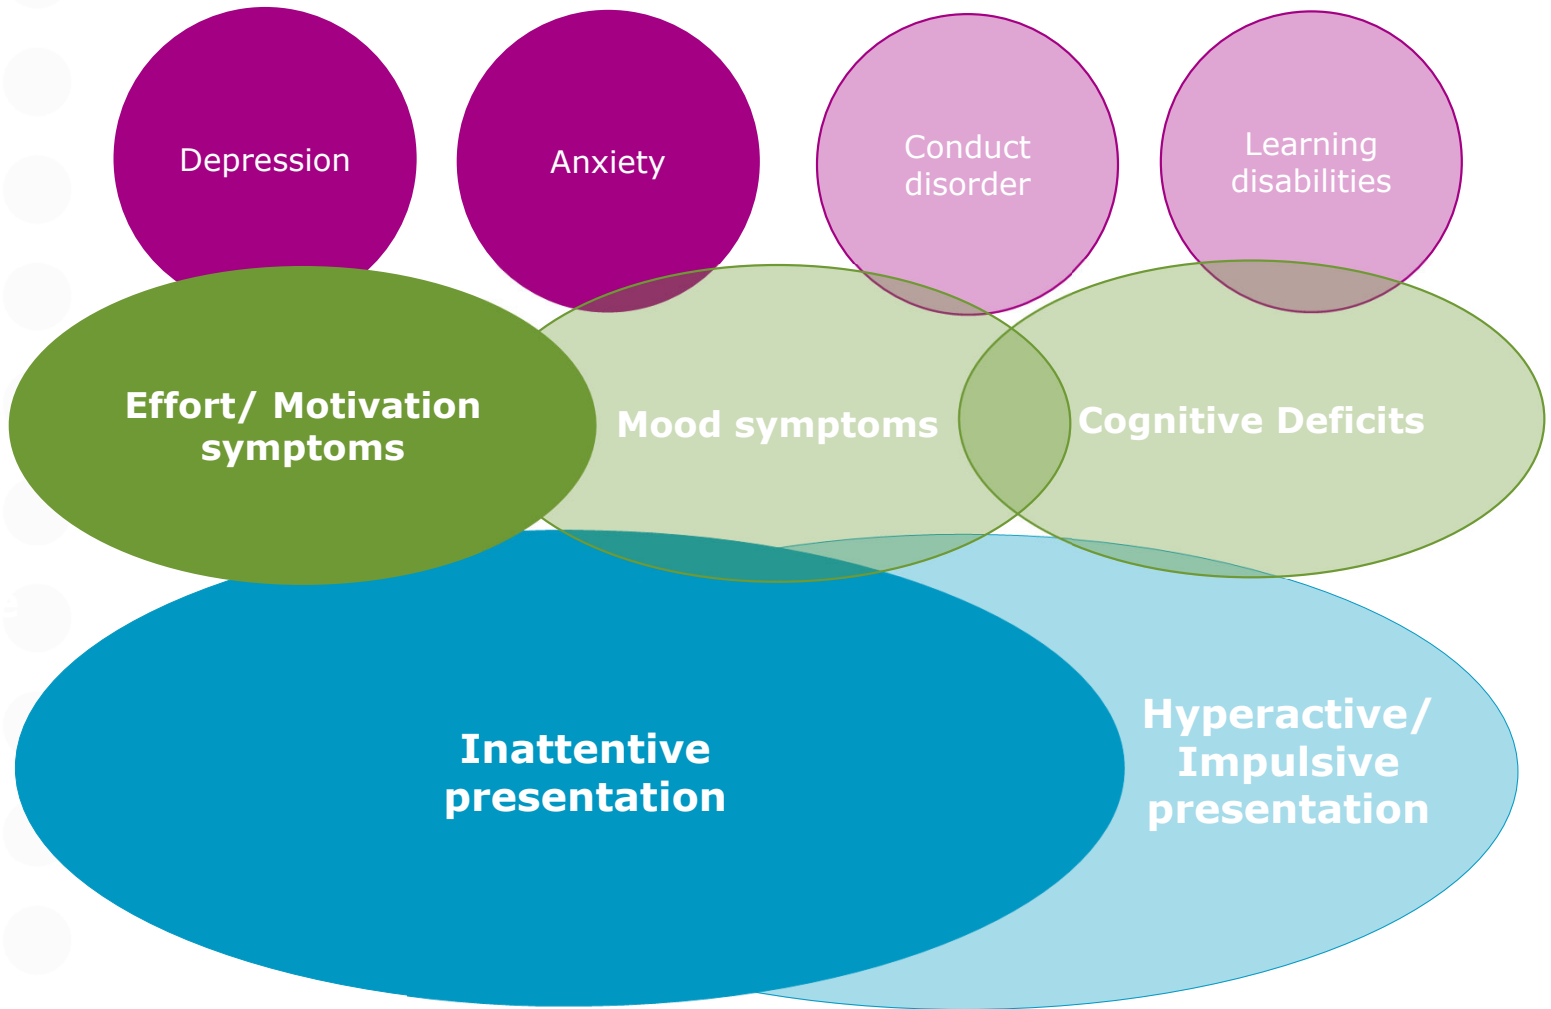 Depression
Anxiety
Conduct
disorder
Learning
disabilities
Effort/ Motivation
symptoms
Mood symptoms
Cognitive Deficits
Inattentive
presentation
Hyperactive/
Impulsive
presentation